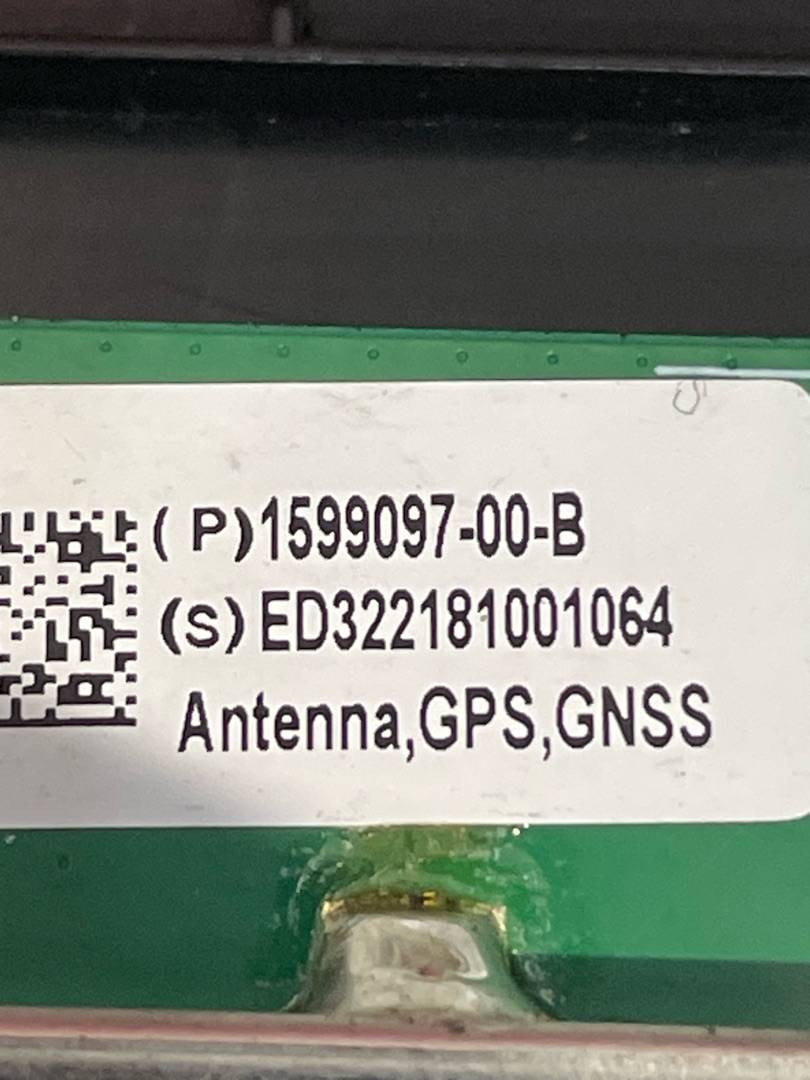 (P)1599097-00-B
(S)ED322181001064
Antenna,GPS,GNSS